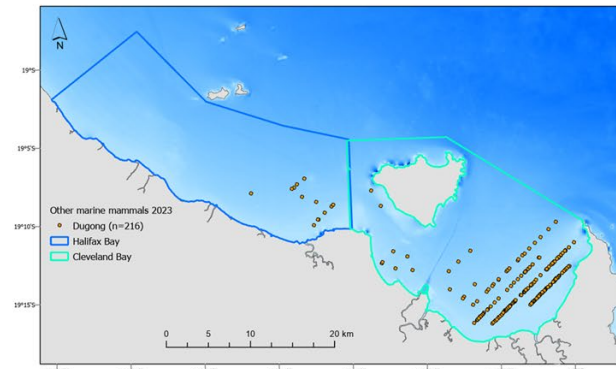 N
19°S
19°5'S
19°10'S
19°15'S
Other marine mammals 2023
Dugong (n=216)
Halifax Bay
Cleveland Bay
0 5 10 20 km